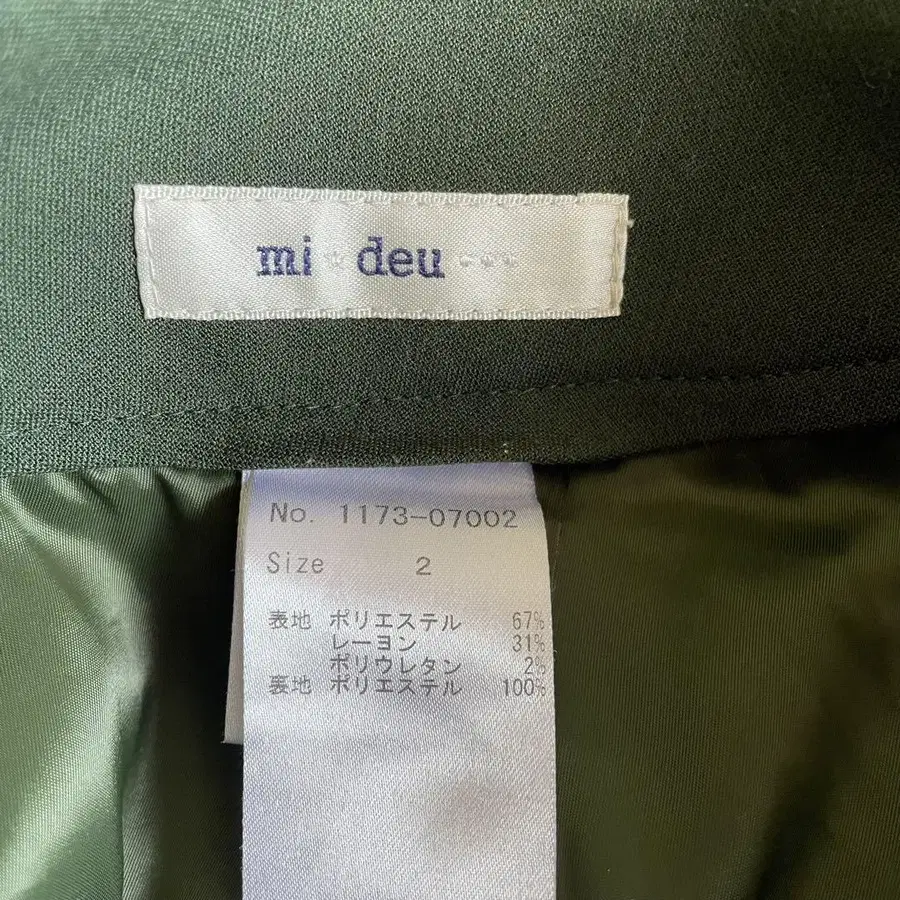 mi☆deu
No. 1173-07002
Size 2
表地 ポリエステル 67%
レーヨン 31%
ポリウレタン 2%
裏地 ポリエステル 100%